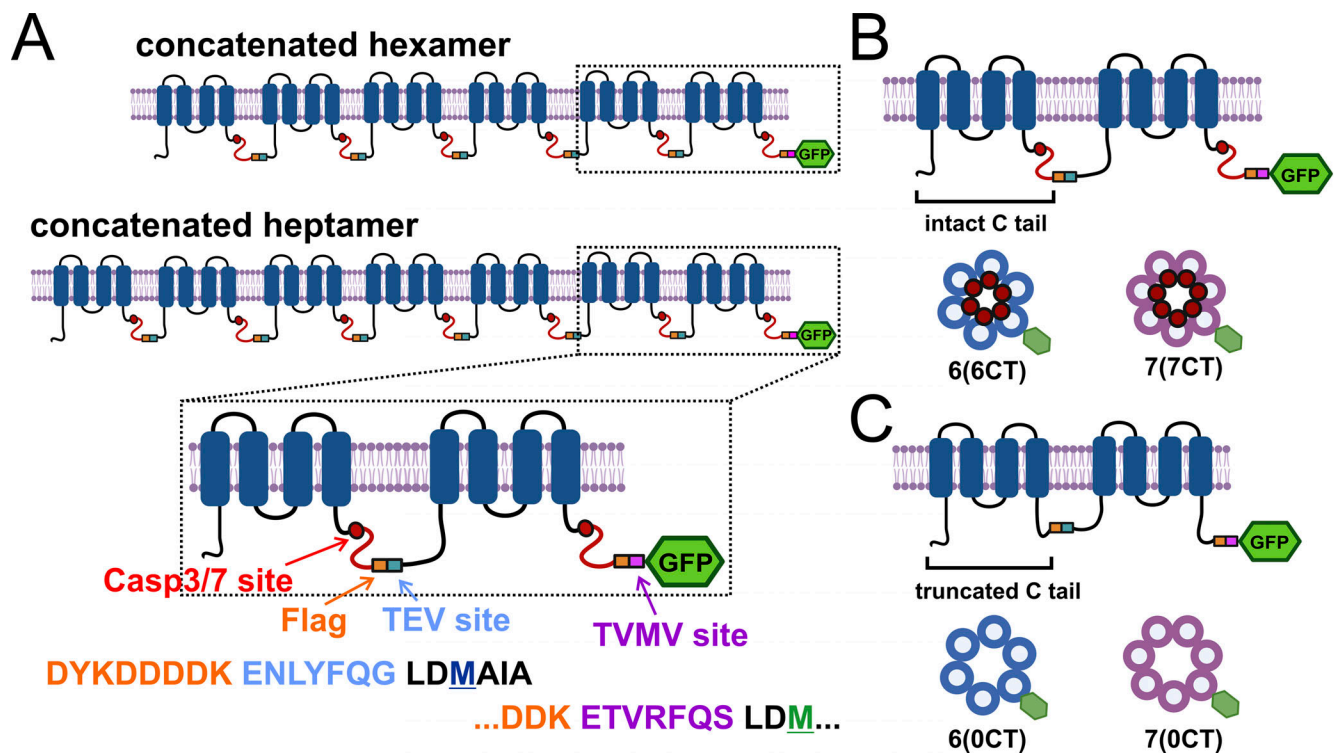 A
concatenated hexamer
GFP
concatenated heptamer
GFP
GFP
Casp3/7 site
Flag
TEV site
TVMV site
DYKDDDDK ENLYFQG LDMAIA
...DDK ETVRFQS LDM...
B
GFP
intact C tail
6(6CT)
7(7CT)
C
GFP
truncated C tail
6(0CT)
7(0CT)